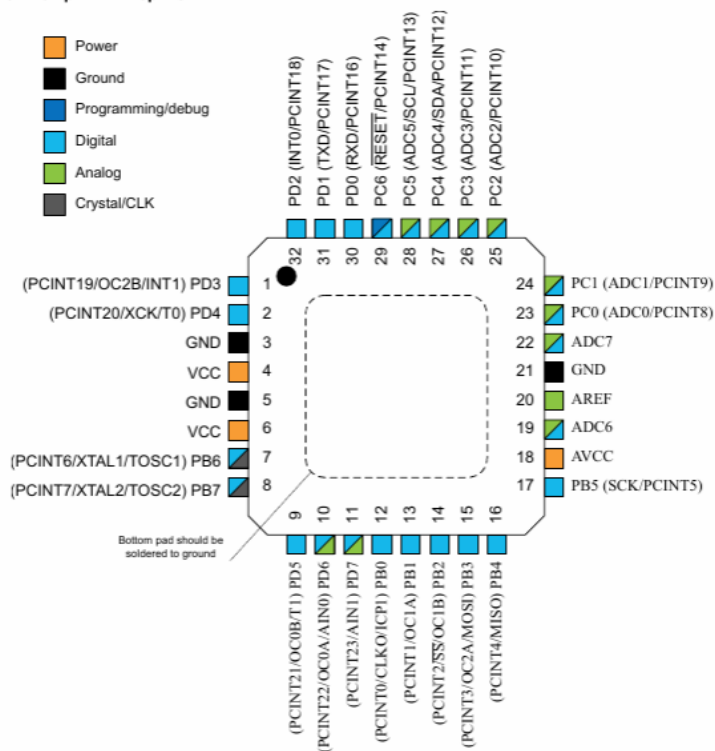 Power
Ground
Programming/debug
Digital
Analog
Crystal/CLK
PD2 (INT0/PCINT18)
PD1 (TXD/PCINT17)
PD0 (RXD/PCINT16)
PC6 (RESET/PCINT14)
PC5 (ADC5/SCL/PCINT13)
PC4 (ADC4/SDA/PCINT12)
PC3 (ADC3/PCINT11)
PC2 (ADC2/PCINT10)
32
31
30
29
28
27
26
25
(PCINT19/OC2B/INT1) PD3
1
(PCINT20/XCK/T0) PD4
2
GND
3
VCC
4
GND
5
VCC
6
(PCINT6/XTAL1/TOSC1) PB6
7
(PCINT7/XTAL2/TOSC2) PB7
8
24
PC1 (ADC1/PCINT9)
23
PC0 (ADC0/PCINT8)
22
ADC7
21
GND
20
AREF
19
ADC6
18
AVCC
17
PB5 (SCK/PCINT5)
9
10
11
12
13
14
15
16
Bottom pad should be
soldered to ground
(PCINT21/OC0B/T1) PD5
(PCINT22/OC0A/AIN0) PD6
(PCINT23/AIN1) PD7
(PCINT0/CLKO/ICP1) PB0
(PCINT1/OC1A) PB1
(PCINT2/SS/OC1B) PB2
(PCINT3/OC2A/MOSI) PB3
(PCINT4/MISO) PB4